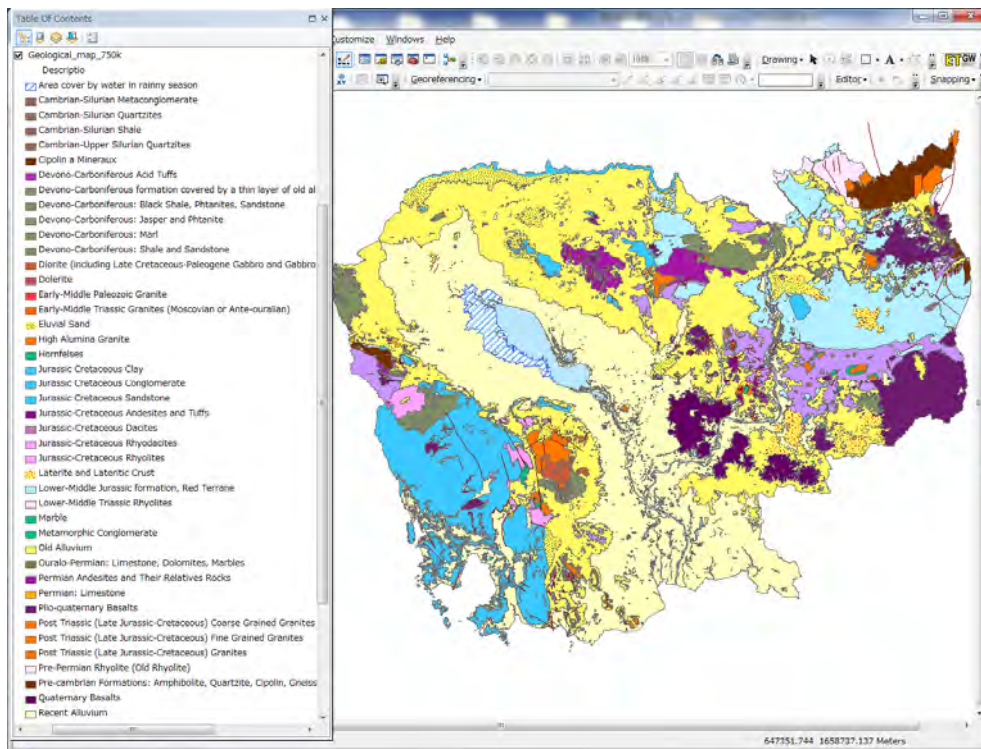 Table Of Contents
Customize Windows Help
Drawing
Georeferencing
Editor
Snapping
Geological_map_750k
Descriptio
Area cover by water in rainny season
Cambrian-Silurian Metaconglomerate
Cambrian-Silurian Quartzites
Cambrian-Silurian Shale
Cambrian-Upper Silurian Quartzites
Cipolin a Mineraux
Devono-Carboniferous Acid Tuffs
Devono-Carboniferous formation covered by a thin layer of old al
Devono-Carboniferous: Black Shale, Phtanites, Sandstone
Devono-Carboniferous: Jasper and Phtanite
Devono-Carboniferous: Marl
Devono-Carboniferous: Shale and Sandstone
Diorite (including Late Cretaceous-Paleogene Gabbro and Gabbro
Dolerite
Early-Middle Paleozoic Granite
Early-Middle Triassic Granites (Moscovian or Ante-ouralian)
Eluvial Sand
High Alumina Granite
Hornfelses
Jurassic Cretaceous Clay
Jurassic Cretaceous Conglomerate
Jurassic Cretaceous Sandstone
Jurassic-Cretaceous Andesites and Tuffs
Jurassic-Cretaceous Dacites
Jurassic-Cretaceous Rhyodacites
Jurassic-Cretaceous Rhyolites
Laterite and Lateritic Crust
Lower-Middle Jurassic formation, Red Terrane
Lower-Middle Triassic Rhyolites
Marble
Metamorphic Conglomerate
Old Alluvium
Ouralo-Permian: Limestone, Dolomites, Marbles
Permian Andesites and Their Relatives Rocks
Permian: Limestone
Plio-quaternary Basalts
Post Triassic (Late Jurassic-Cretaceous) Coarse Grained Granites
Post Triassic (Late Jurassic-Cretaceous) Fine Grained Granites
Post Triassic (Late Jurassic-Cretaceous) Granites
Pre-Permian Rhyolite (Old Rhyolite)
Pre-cambrian Formations: Amphibolite, Quartzite, Cipolin, Gneiss
Quaternary Basalts
Recent Alluvium
647351.744 1658737.137 Meters